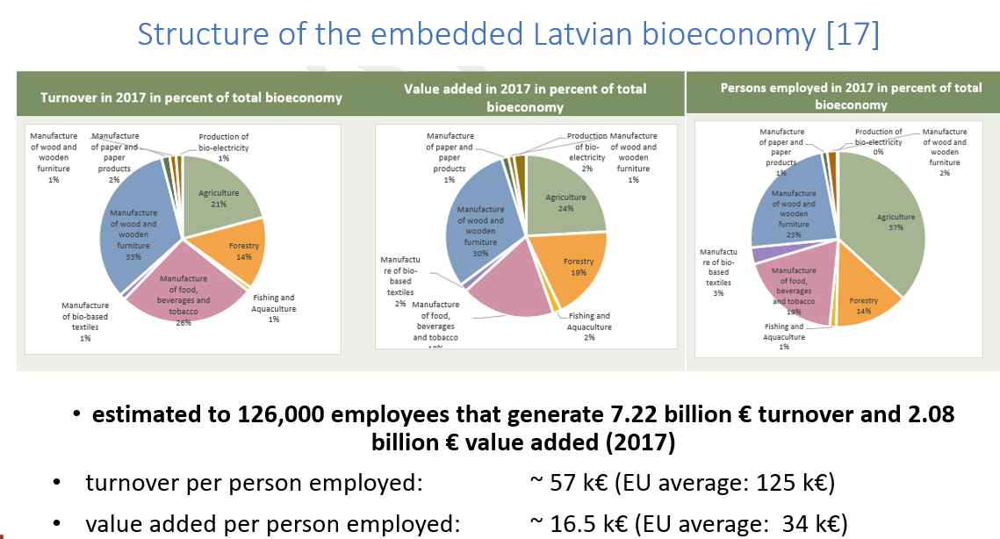 Structure of the embedded Latvian bioeconomy [17]
Turnover in 2017 in percent of total bioeconomy
Value added in 2017 in percent of total
bioeconomy
Persons employed in 2017 in percent of total
bioeconomy
Manufacture
of wood and
wooden
furniture
1%
Manufacture
of paper and
paper
products
2%
Production of
bio-electricity
1%
Agriculture
21%
Forestry
14%
Fishing and
Aquaculture
1%
Manufacture
of food,
beverages and
tobacco
26%
Manufacture
of bio-based
textiles
1%
Manufacture
of wood and
wooden
furniture
33%
Manufacture
of paper and
paper
products
1%
Production
of bio-
electricity
2%
Manufacture
of wood and
wooden
furniture
1%
Agriculture
24%
Forestry
19%
Fishing and
Aquaculture
2%
Manufacture
of food,
beverages
and tobacco
Manufactu
re of bio-
based
textiles
2%
Manufacture
of wood and
wooden
furniture
30%
Manufacture
of paper and
paper
products
1%
Production of
bio-electricity
0%
Manufacture
of wood and
wooden
furniture
2%
Agriculture
37%
Forestry
14%
Fishing and
Aquaculture
1%
Manufacture
of food,
beverages
and tobacco
19%
Manufactu
re of bio-
based
textiles
3%
Manufacture
of wood and
wooden
furniture
23%
• estimated to 126,000 employees that generate 7.22 billion € turnover and 2.08
billion € value added (2017)
• turnover per person employed: ~ 57 k€ (EU average: 125 k€)
• value added per person employed: ~ 16.5 k€ (EU average: 34 k€)